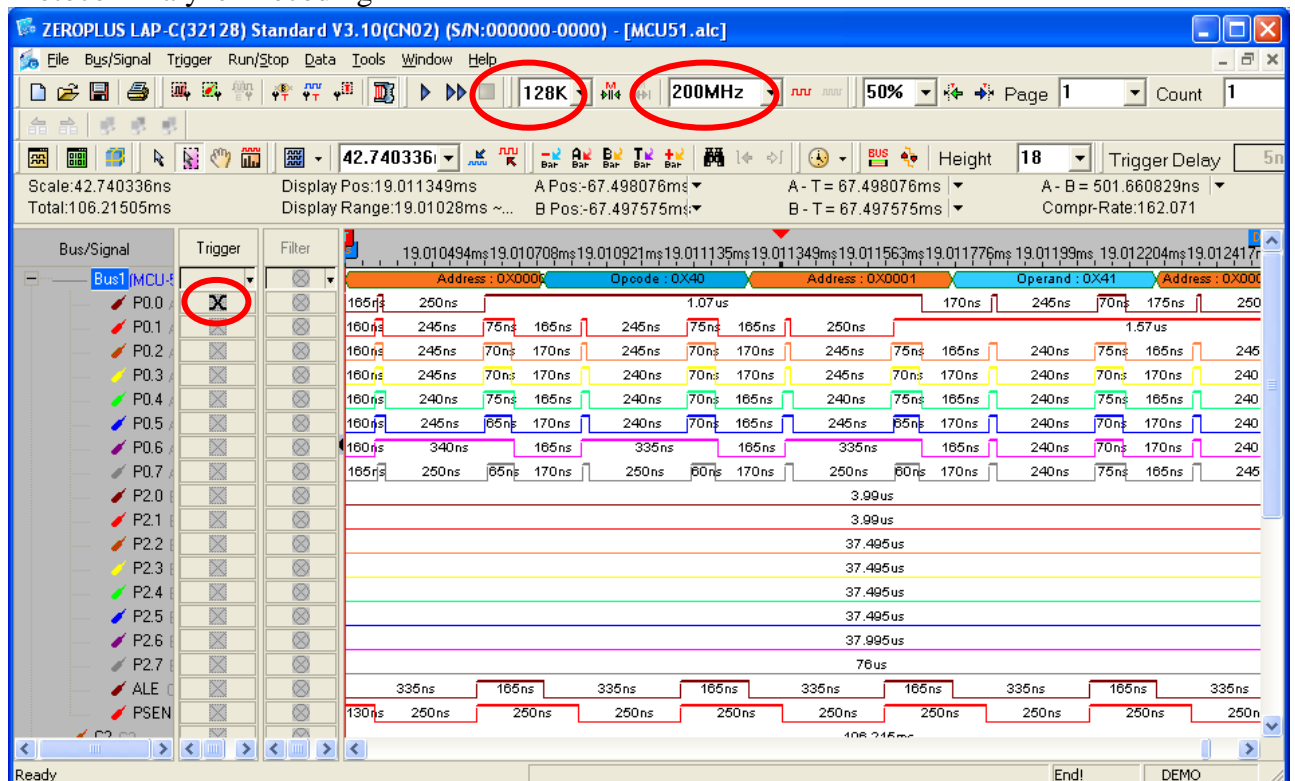 ZEROPLUS LAP-C(32128) Standard V3.10(CN02) (S/N:000000-0000) - [MCU51.alc]
File Bus/Signal Trigger Run/Stop Data Tools Window Help
128K 200MHz 50% Page 1 Count 1
42.740336 Bar Bar Bar Bar Bar BUS Height 18 Trigger Delay 5n
Scale:42.740336ns Display Pos:19.011349ms A Pos:-67.498076ms A - T = 67.498076ms A - B = 501.660829ns
Total:106.21505ms Display Range:19.01028ms ~... B Pos:-67.497575ms B - T = 67.497575ms Compr-Rate:162.071
Bus/Signal Trigger Filter 19.010494ms 19.010708ms 19.010921ms 19.011135ms 19.011349ms 19.011563ms 19.011776ms 19.01199ms 19.012204ms 19.012417
Bus1 (MCU-5 Address : 0X0006 Opcode : 0X40 Address : 0X0001 Operand : 0X41 Address : 0X000
P0.0 165ns 250ns 1.07us 170ns 245ns 70ns 175ns 250
P0.1 160ns 245ns 75ns 165ns 245ns 75ns 165ns 250ns 1.57us
P0.2 160ns 245ns 70ns 170ns 245ns 70ns 170ns 245ns 75ns 165ns 240ns 75ns 165ns 245
P0.3 160ns 245ns 70ns 170ns 240ns 70ns 170ns 245ns 70ns 170ns 240ns 70ns 170ns 240
P0.4 160ns 240ns 75ns 165ns 240ns 70ns 165ns 240ns 75ns 165ns 240ns 75ns 165ns 240
P0.5 160ns 245ns 65ns 170ns 240ns 70ns 165ns 245ns 65ns 170ns 240ns 70ns 170ns 240
P0.6 160ns 340ns 165ns 335ns 165ns 335ns 165ns 240ns 70ns 170ns 240
P0.7 165ns 250ns 65ns 170ns 250ns 60ns 170ns 250ns 60ns 170ns 240ns 75ns 165ns 245
P2.0 3.99us
P2.1 3.99us
P2.2 37.495us
P2.3 37.495us
P2.4 37.495us
P2.5 37.495us
P2.6 37.995us
P2.7 76us
ALE 335ns 165ns 335ns 165ns 335ns 165ns 335ns 165ns 335ns
PSEN 130ns 250ns 250ns 250ns 250ns 250ns 250ns 250ns 250ns 250n
Ready End! DEMO